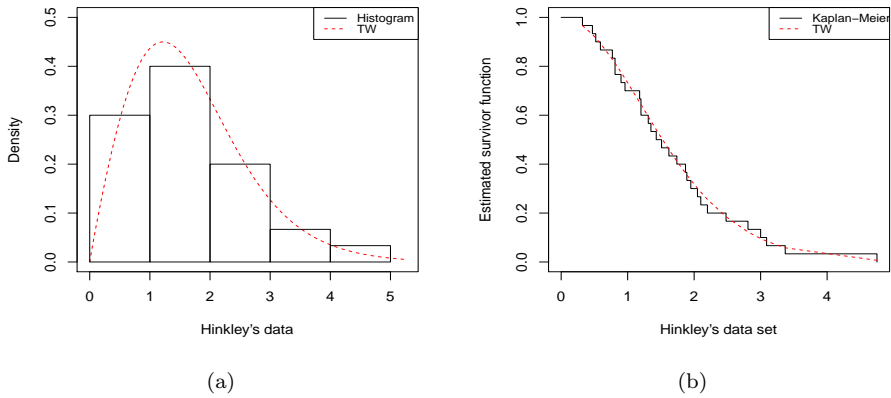 Histogram
TW
Density
0.0 0.1 0.2 0.3 0.4 0.5
0 1 2 3 4 5
Hinkley's data
(a)
Kaplan−Meier
TW
Estimated survivor function
0.0 0.2 0.4 0.6 0.8 1.0
0 1 2 3 4
Hinkley's data set
(b)